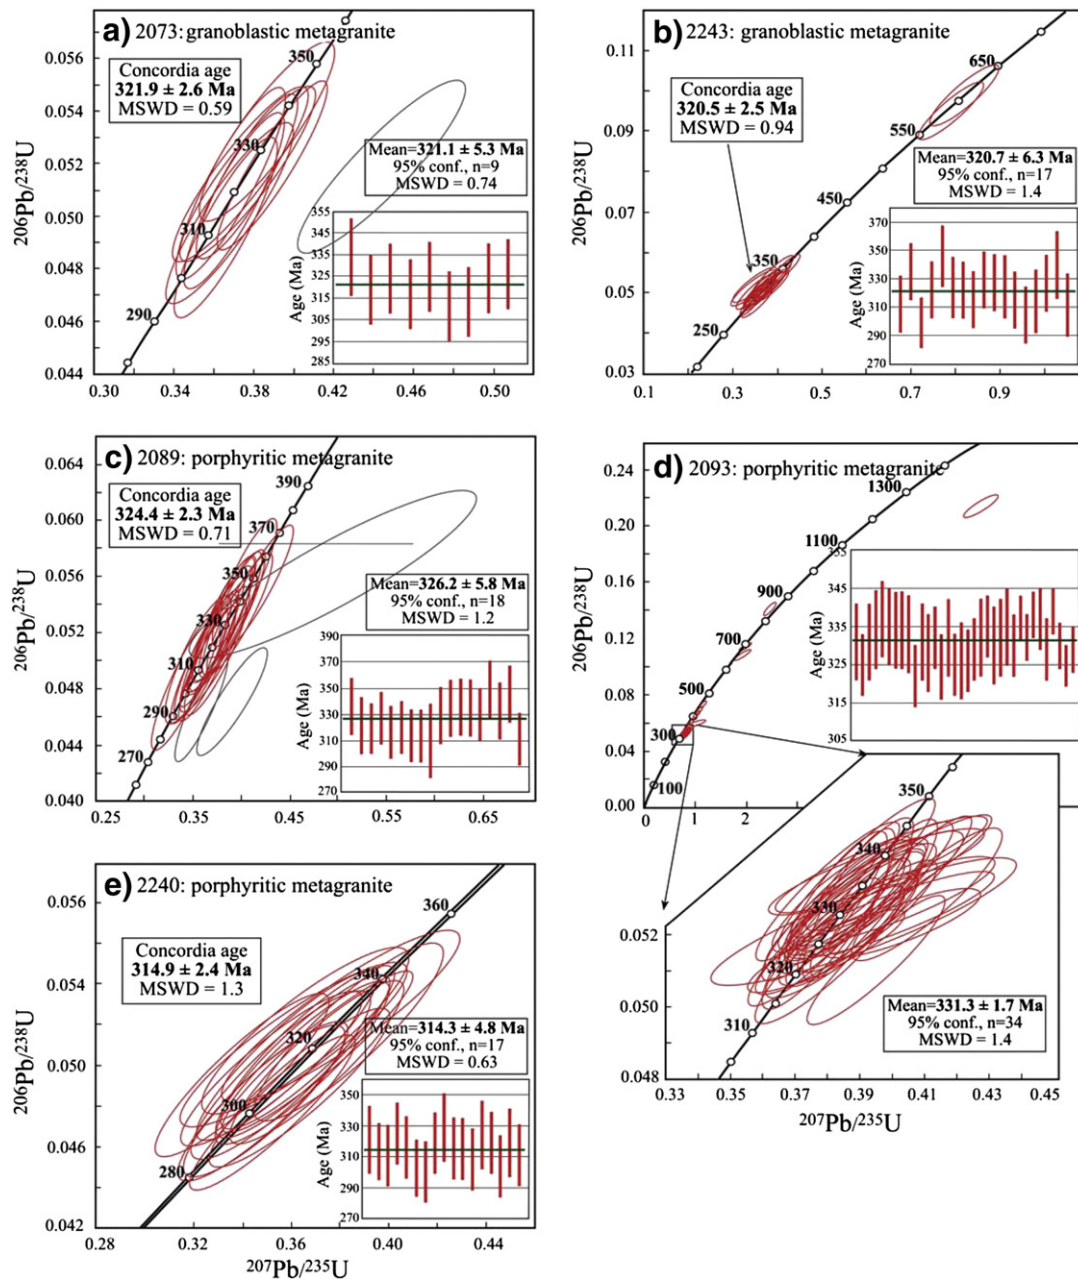 a) 2073: granoblastic metagranite
Concordia age
321.9 ± 2.6 Ma
MSWD = 0.59
Mean=321.1 ± 5.3 Ma
95% conf., n=9
MSWD = 0.74
206Pb/238U
0.056
0.054
0.052
0.050
0.048
0.046
0.044
350
330
310
290
Age (Ma)
355
345
335
325
315
305
295
285
0.30 0.34 0.38 0.42 0.46 0.50
b) 2243: granoblastic metagranite
Concordia age
320.5 ± 2.5 Ma
MSWD = 0.94
Mean=320.7 ± 6.3 Ma
95% conf., n=17
MSWD = 1.4
206Pb/238U
0.11
0.09
0.07
0.05
0.03
650
550
450
350
250
Age (Ma)
370
350
330
310
290
270
0.1 0.3 0.5 0.7 0.9
c) 2089: porphyritic metagranite
Concordia age
324.4 ± 2.3 Ma
MSWD = 0.71
Mean=326.2 ± 5.8 Ma
95% conf., n=18
MSWD = 1.2
206Pb/238U
0.064
0.060
0.056
0.052
0.048
0.044
0.040
390
370
350
330
310
290
270
Age (Ma)
390
370
350
330
310
290
270
0.25 0.35 0.45 0.55 0.65
d) 2093: porphyritic metagranite
206Pb/238U
0.24
0.20
0.16
0.12
0.08
0.04
0.00
1300
1100
900
700
500
300
100
0 1 2
Age (Ma)
355
345
335
325
315
305
350
340
330
320
310
0.052
0.050
0.048
Mean=331.3 ± 1.7 Ma
95% conf., n=34
MSWD = 1.4
0.33 0.35 0.37 0.39 0.41 0.43 0.45
207Pb/235U
e) 2240: porphyritic metagranite
Concordia age
314.9 ± 2.4 Ma
MSWD = 1.3
Mean=314.3 ± 4.8 Ma
95% conf., n=17
MSWD = 0.63
206Pb/238U
0.056
0.054
0.050
0.046
0.042
360
340
320
300
280
Age (Ma)
350
330
310
290
270
0.28 0.32 0.36 0.40 0.44
207Pb/235U